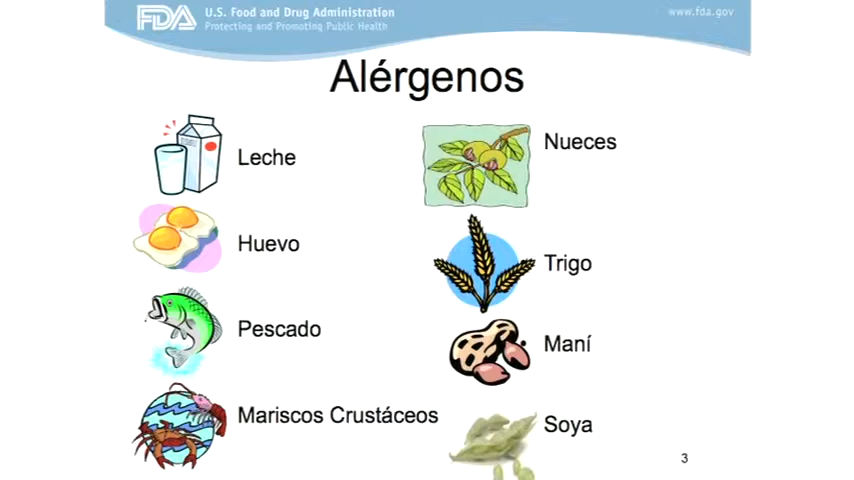 FDA U.S. Food and Drug Administration
Protecting and Promoting Public Health
www.fda.gov
Alérgenos
Leche
Huevo
Pescado
Mariscos Crustáceos
Nueces
Trigo
Maní
Soya
3